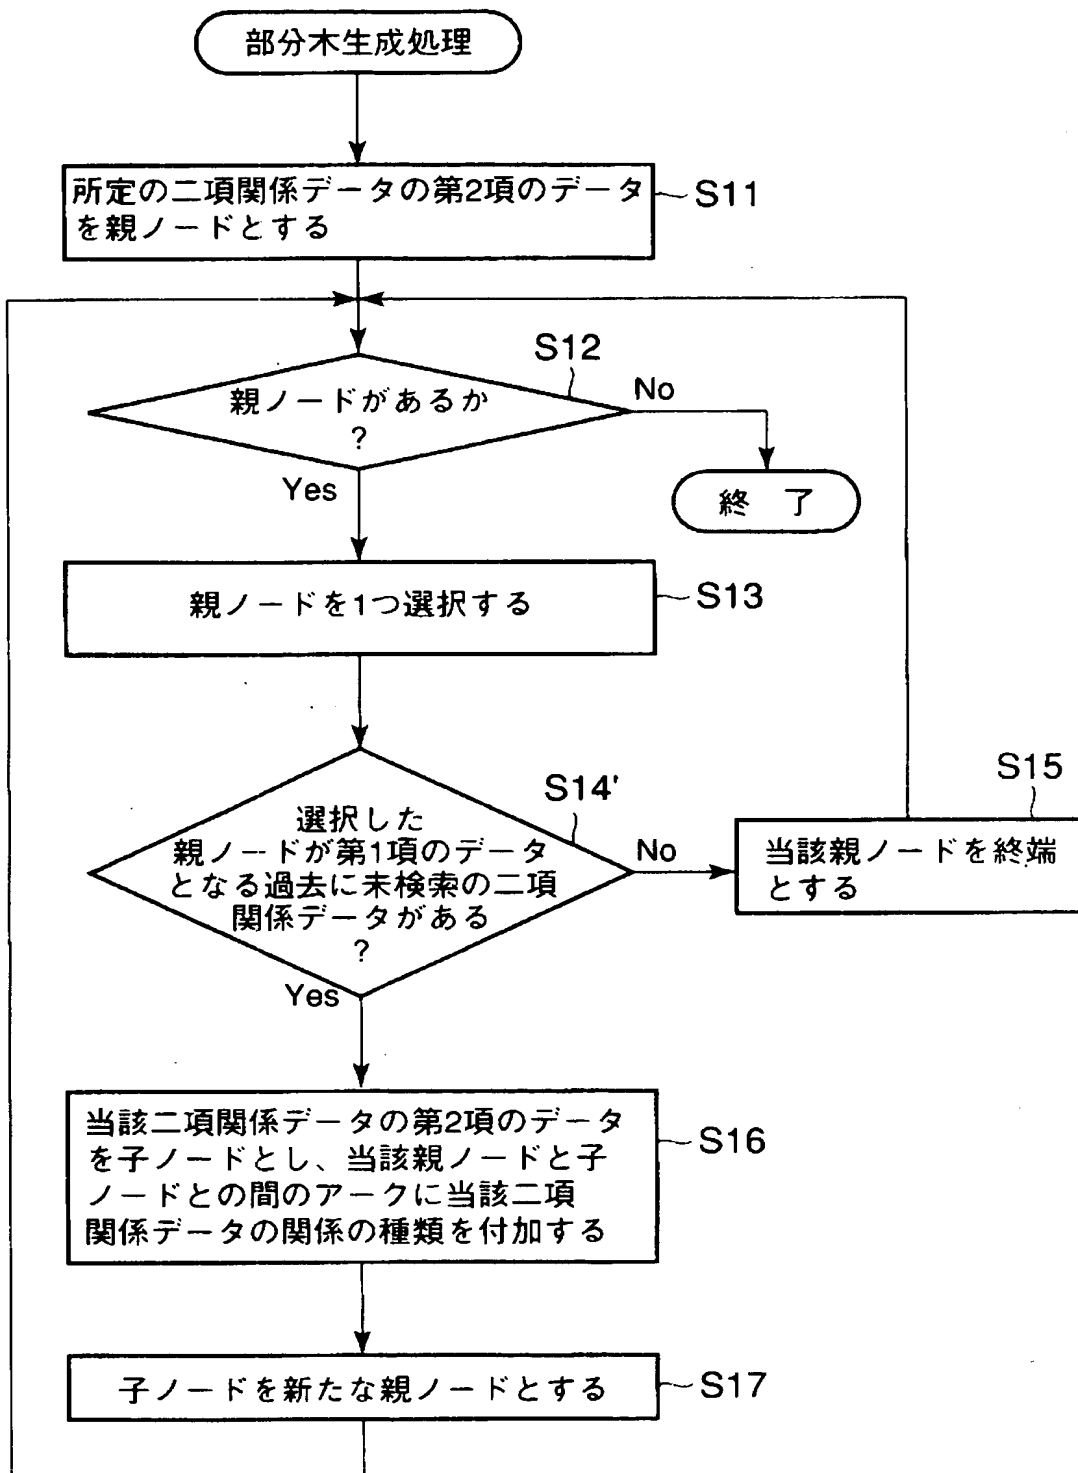 部分木生成処理
所定の二項関係データの第2項のデータ
を親ノードとする
S11
S12
親ノードがあるか
?
No
Yes
終 了
親ノードを1つ選択する
S13
S14'
選択した
親ノードが第1項のデータ
となる過去に未検索の二項
関係データがある
?
No
Yes
S15
当該親ノードを終端
とする
当該二項関係データの第2項のデータ
を子ノードとし、当該親ノードと子
ノードとの間のアークに当該二項
関係データの関係の種類を付加する
S16
子ノードを新たな親ノードとする
S17